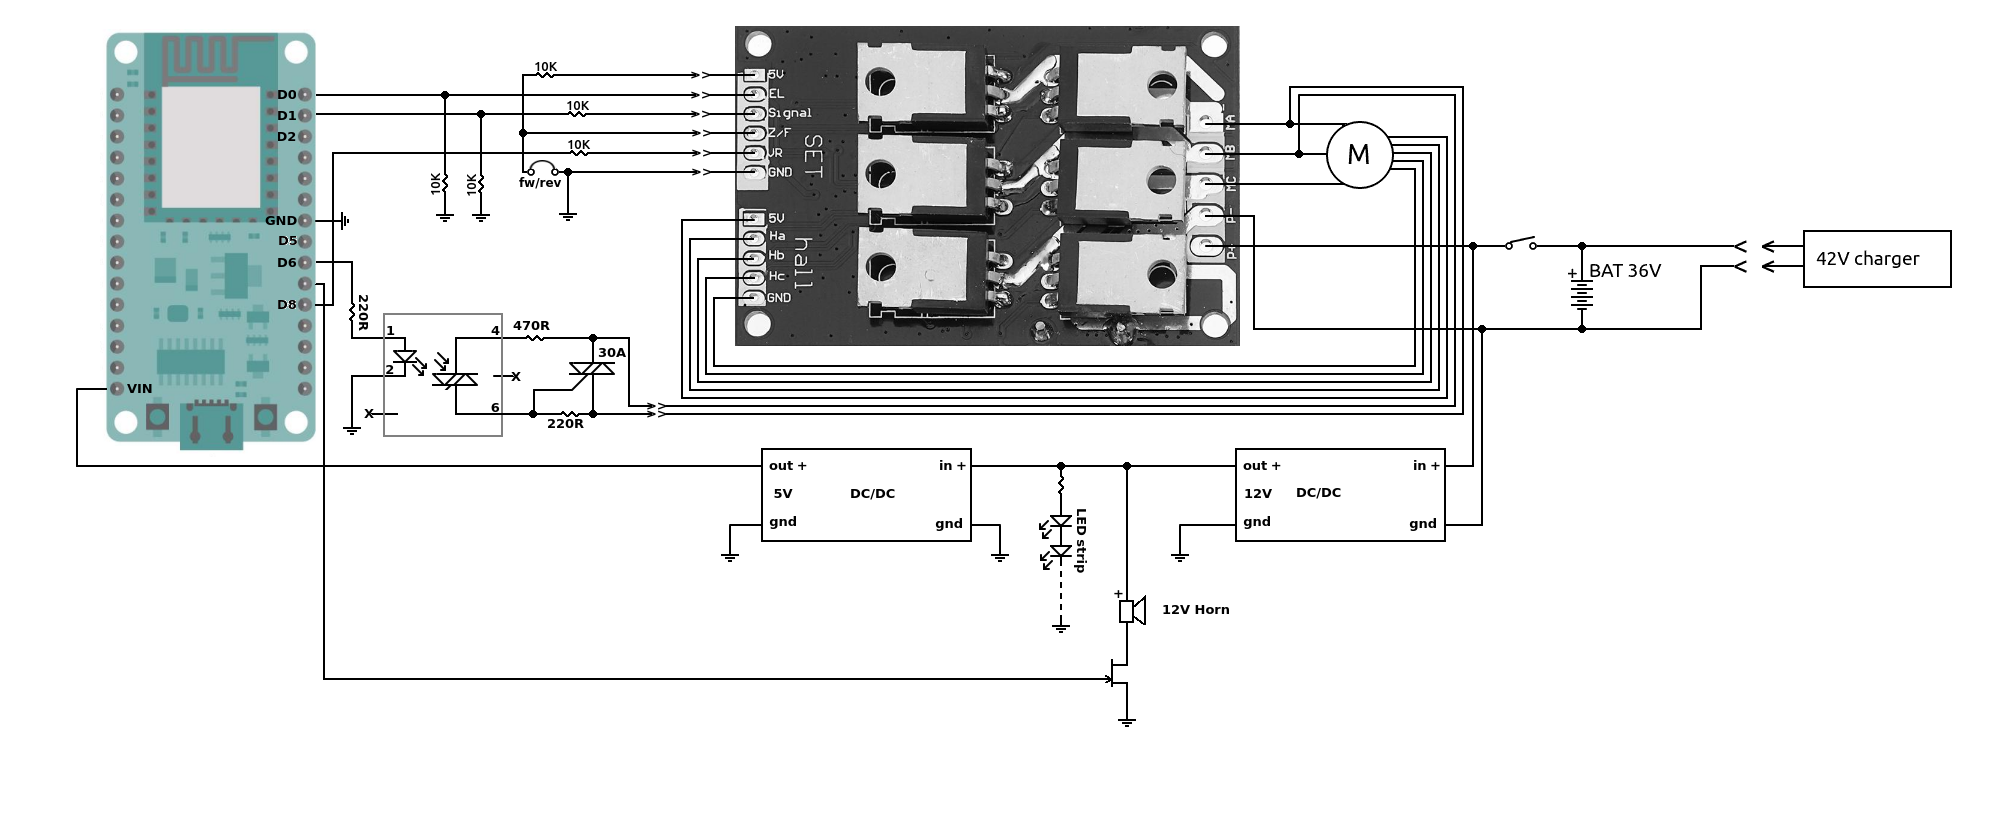 D0
D1
D2
GND
D5
D6
D8
VIN
10K
10K
10K
10K
10K
fw/rev
5V
EL
Signal
Z/F
VR
GND
SET
5V
Ha
Hb
Hc
GND
hall
MA
MB
MC
P-
P+
M
BAT 36V
+
42V charger
220R
1
2
4
6
X
X
470R
30A
220R
out +
in +
5V
DC/DC
gnd
gnd
out +
in +
12V
DC/DC
gnd
gnd
LED strip
+
12V Horn